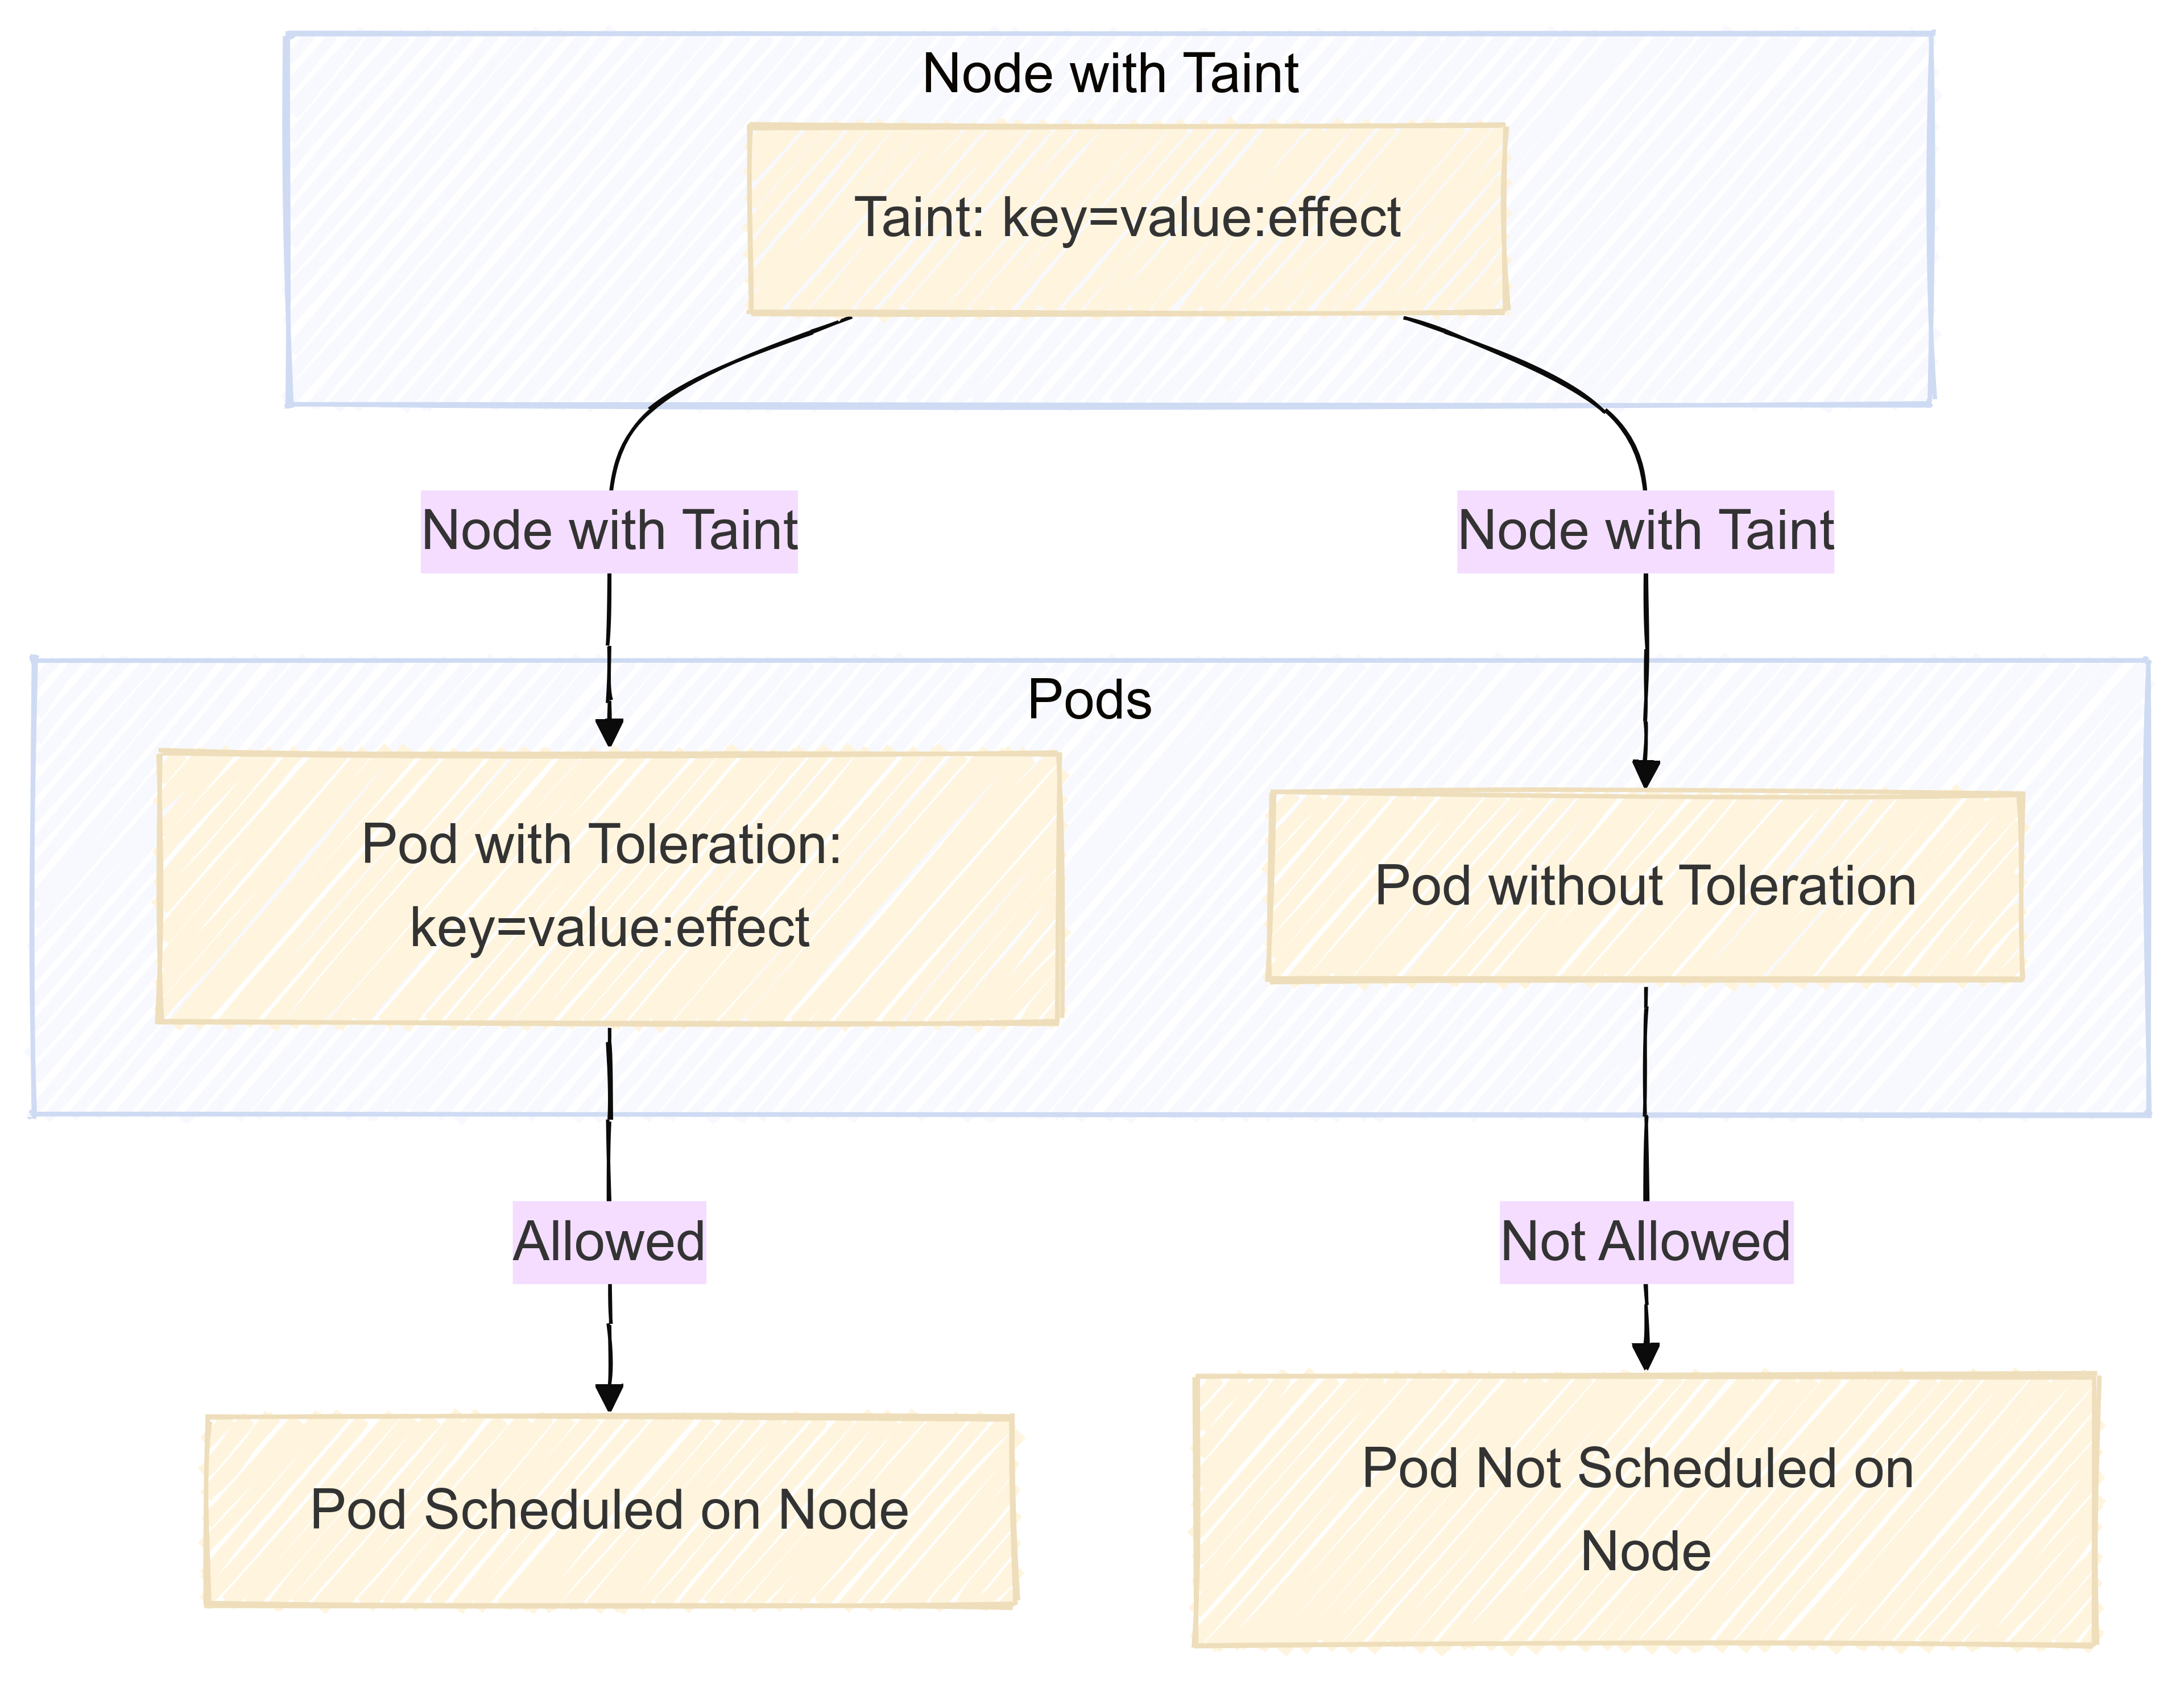 Node with Taint
Taint: key=value:effect
Node with Taint
Node with Taint
Pods
Pod with Toleration:
key=value:effect
Pod without Toleration
Allowed
Not Allowed
Pod Scheduled on Node
Pod Not Scheduled on
Node